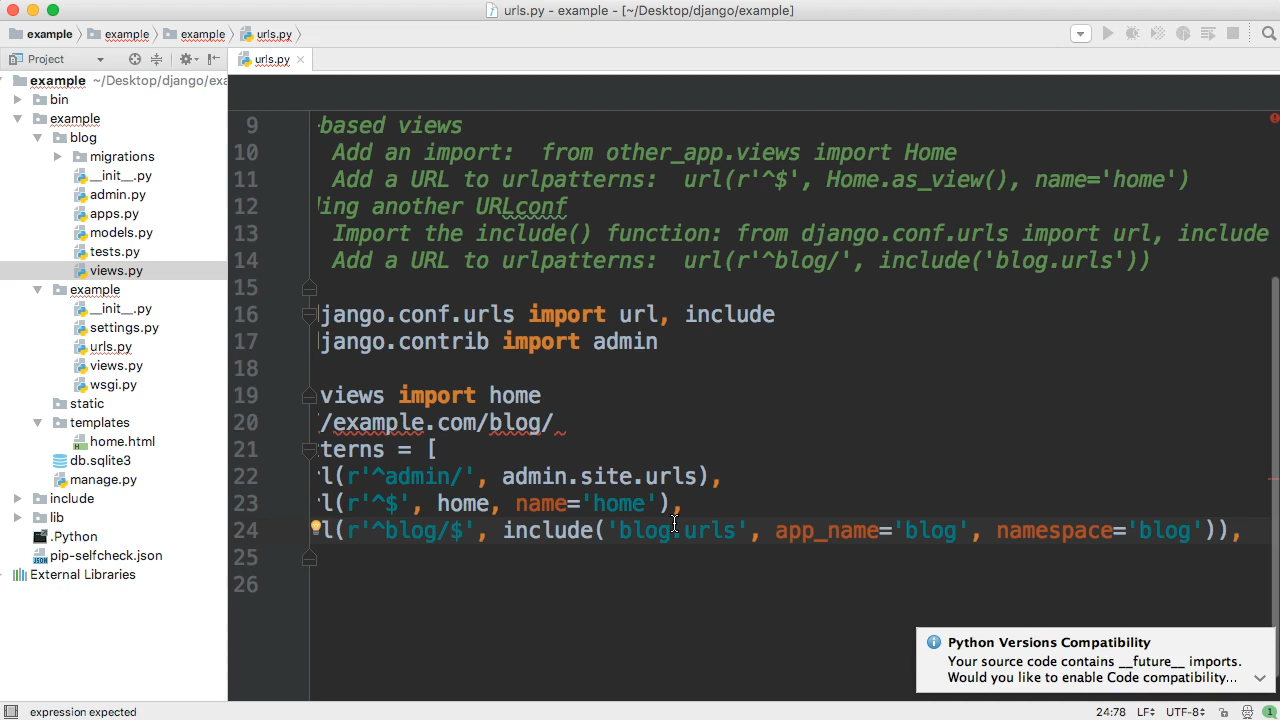 urls.py - example - [~/Desktop/django/example]
example example example urls.py
Project urls.py
example ~/Desktop/django/exa
bin
example
blog
migrations
__init__.py
admin.py
apps.py
models.py
tests.py
views.py
example
__init__.py
settings.py
urls.py
views.py
wsgi.py
static
templates
home.html
db.sqlite3
manage.py
include
lib
.Python
pip-selfcheck.json
External Libraries
9 based views
10 Add an import: from other_app.views import Home
11 Add a URL to urlpatterns: url(r'^$', Home.as_view(), name='home')
12 ing another URLconf
13 Import the include() function: from django.conf.urls import url, include
14 Add a URL to urlpatterns: url(r'^blog/', include('blog.urls'))
15
16 jango.conf.urls import url, include
17 jango.contrib import admin
18
19 views import home
20 /example.com/blog/
21 terns = [
22 l(r'^admin/', admin.site.urls),
23 l(r'^$', home, name='home'),
24 l(r'^blog/$', include('blog.urls', app_name='blog', namespace='blog')),
25
26
Python Versions Compatibility
Your source code contains __future__ imports.
Would you like to enable Code compatibility...
expression expected 24:78 LF UTF-8 1